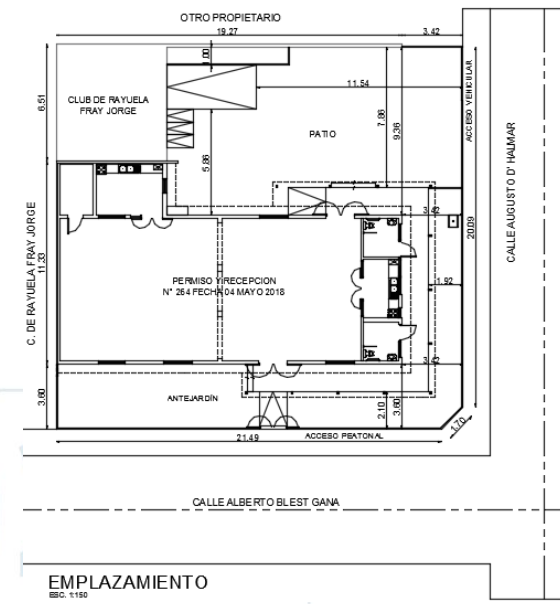 OTRO PROPIETARIO
19.27
3.42
1.00
11.54
6.51
CLUB DE RAYUELA
FRAY JORGE
PATIO
7.86
9.36
ACCESO VEHICULAR
CALLE AUGUSTO D' HALMAR
5.86
3.42
20.09
C. DE RAYUELA FRAY JORGE
11.33
PERMISO Y RECEPCION
N° 264 FECHA 04 MAYO 2018
1.92
3.42
3.60
ANTEJARDÍN
2.10
3.60
1.70
21.49
ACCESO PEATONAL
CALLE ALBERTO BLEST GANA
EMPLAZAMIENTO
ESC. 1:150